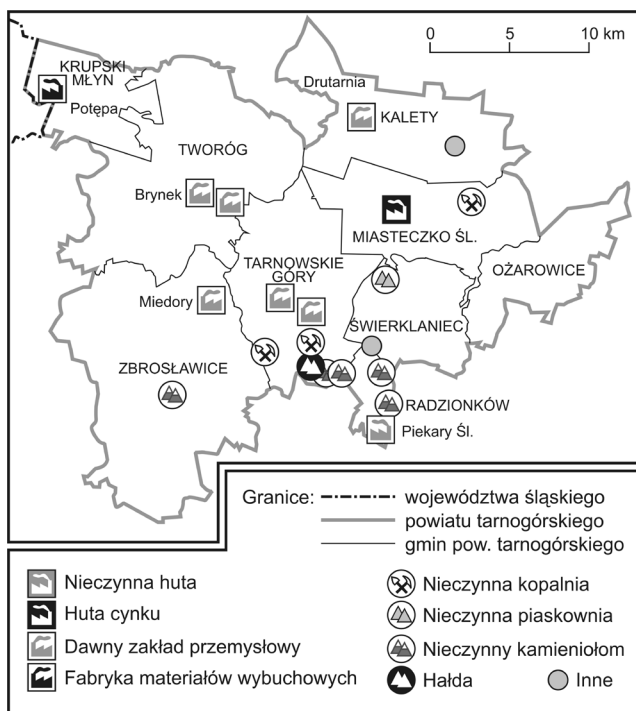 0 5 10 km
KRUPSKI
MŁYN
Potępa
Drutarnia
KALETY
TWORÓG
Brynek
MIASTECZKO ŚL.
TARNOWSKIE
GÓRY
OŻAROWICE
Miedory
ŚWIERKLANIEC
ZBROSŁAWICE
RADZIONKÓW
Piekary Śl.
Granice: województwa śląskiego
powiatu tarnogórskiego
gmin pow. tarnogórskiego
Nieczynna huta
Huta cynku
Dawny zakład przemysłowy
Fabryka materiałów wybuchowych
Nieczynna kopalnia
Nieczynna piaskownia
Nieczynny kamieniołom
Hałda Inne